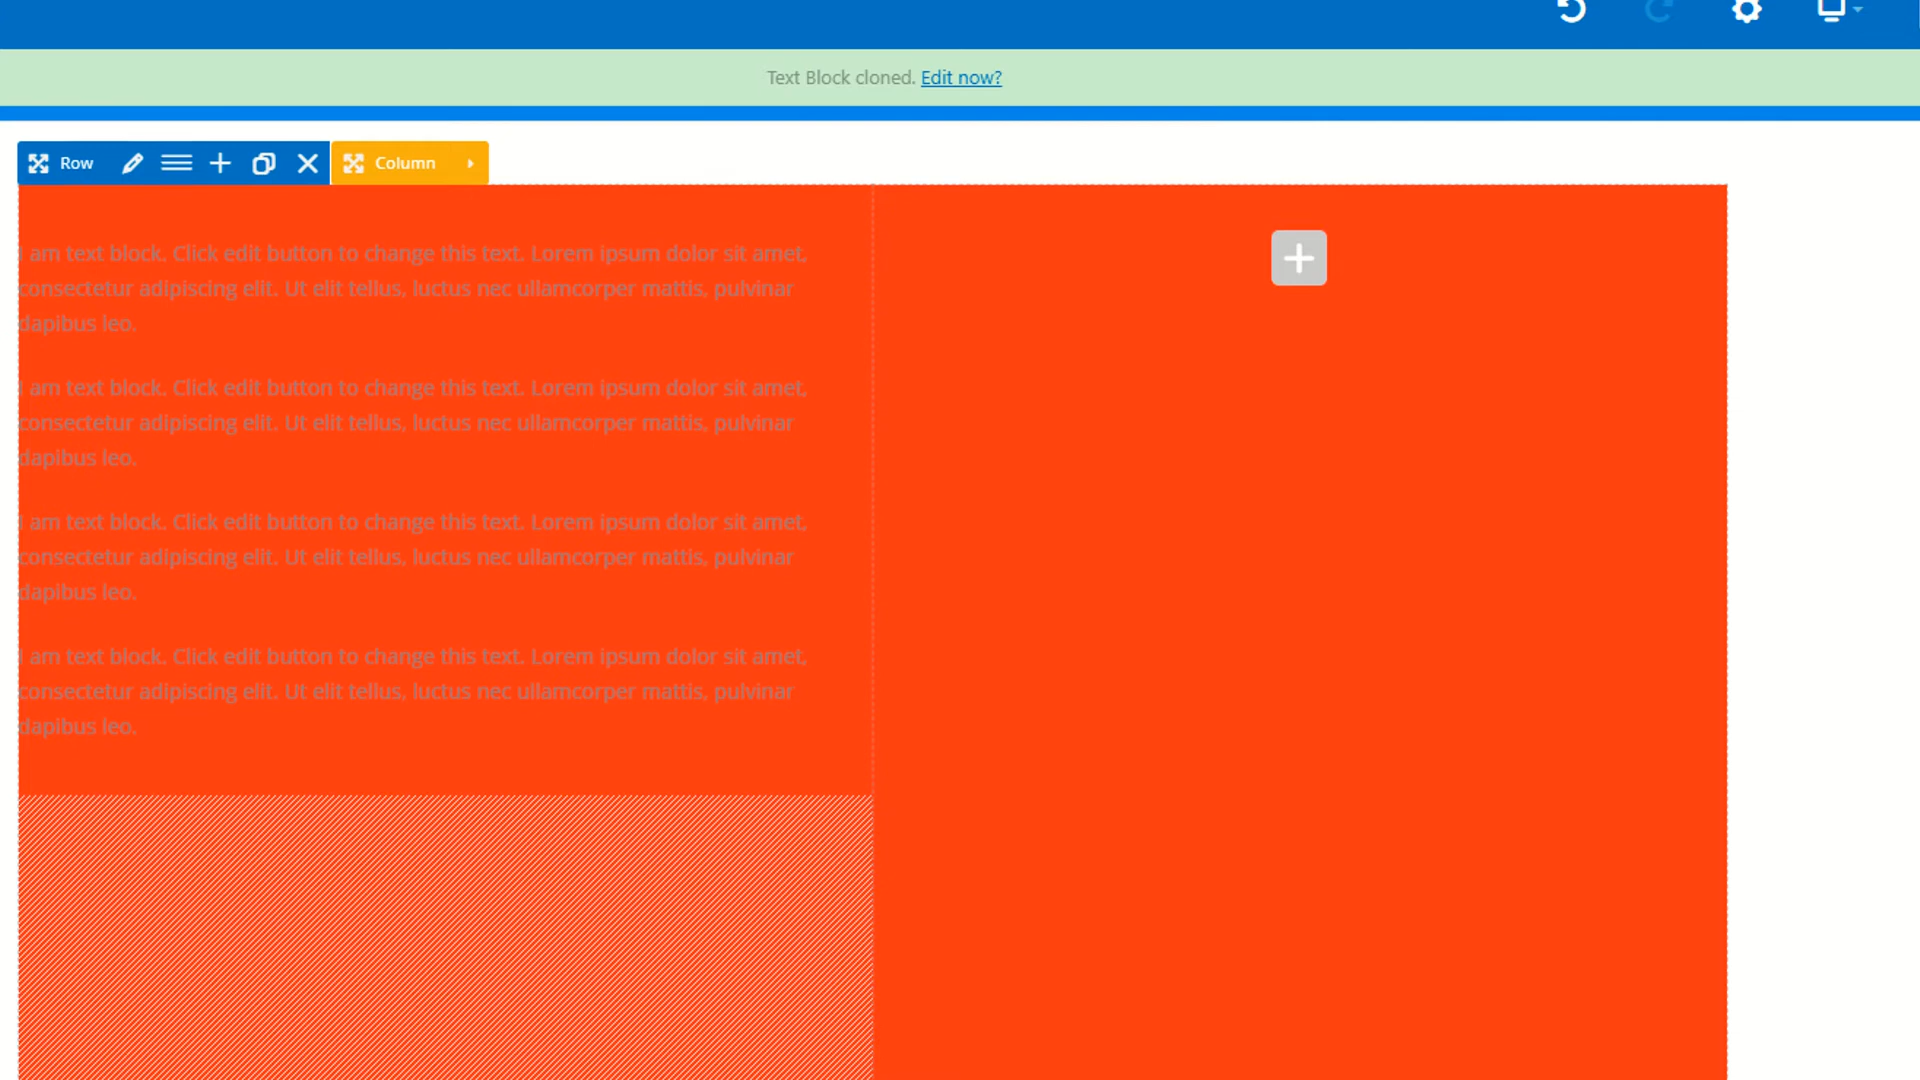 Text Block cloned. Edit now?
Row Column
I am text block. Click edit button to change this text. Lorem ipsum dolor sit amet,
consectetur adipiscing elit. Ut elit tellus, luctus nec ullamcorper mattis, pulvinar
dapibus leo.
I am text block. Click edit button to change this text. Lorem ipsum dolor sit amet,
consectetur adipiscing elit. Ut elit tellus, luctus nec ullamcorper mattis, pulvinar
dapibus leo.
I am text block. Click edit button to change this text. Lorem ipsum dolor sit amet,
consectetur adipiscing elit. Ut elit tellus, luctus nec ullamcorper mattis, pulvinar
dapibus leo.
I am text block. Click edit button to change this text. Lorem ipsum dolor sit amet,
consectetur adipiscing elit. Ut elit tellus, luctus nec ullamcorper mattis, pulvinar
dapibus leo.